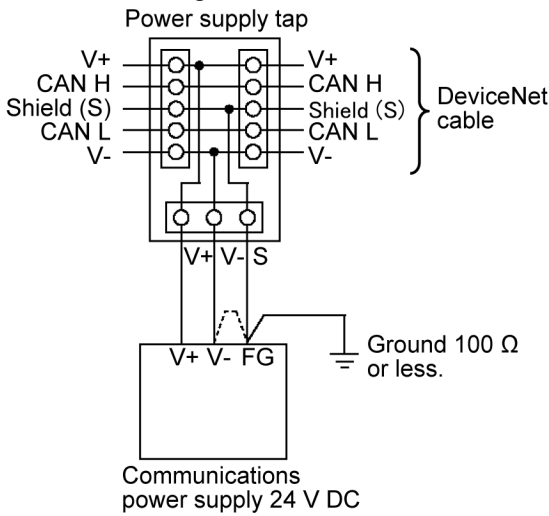 Power supply tap
V+
V+
CAN H
CAN H
Shield (S)
Shield (S)
CAN L
CAN L
V-
V-
DeviceNet
cable
V+ V- S
V+ V- FG
Ground 100 Ω
or less.
Communications
power supply 24 V DC